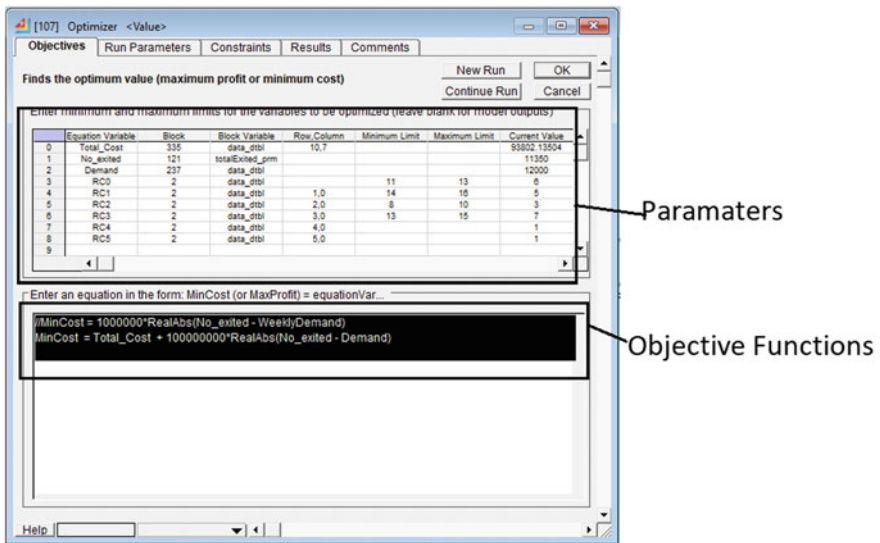 [107] Optimizer <Value>
Objectives Run Parameters Constraints Results Comments
Finds the optimum value (maximum profit or minimum cost)
New Run OK
Continue Run Cancel
Enter minimum and maximum limits for the variables to be optimized (leave blank for model outputs)
Equation Variable Block Block Variable Row,Column Minimum Limit Maximum Limit Current Value
0 Total_Cost 335 data_dtbl 10,7 93802.13504
1 No_exited 121 totalExited_prm 11350
2 Demand 237 data_dtbl 12000
3 RC0 2 data_dtbl 11 13 6
4 RC1 2 data_dtbl 1,0 14 16 5
5 RC2 2 data_dtbl 2,0 8 10 3
6 RC3 2 data_dtbl 3,0 13 15 7
7 RC4 2 data_dtbl 4,0 1
8 RC5 2 data_dtbl 5,0 1
9
Paramaters
Enter an equation in the form: MinCost (or MaxProfit) = equationVar...
//MinCost = 1000000*RealAbs(No_exited - WeeklyDemand)
MinCost = Total_Cost + 100000000*RealAbs(No_exited - Demand)
Objective Functions
Help